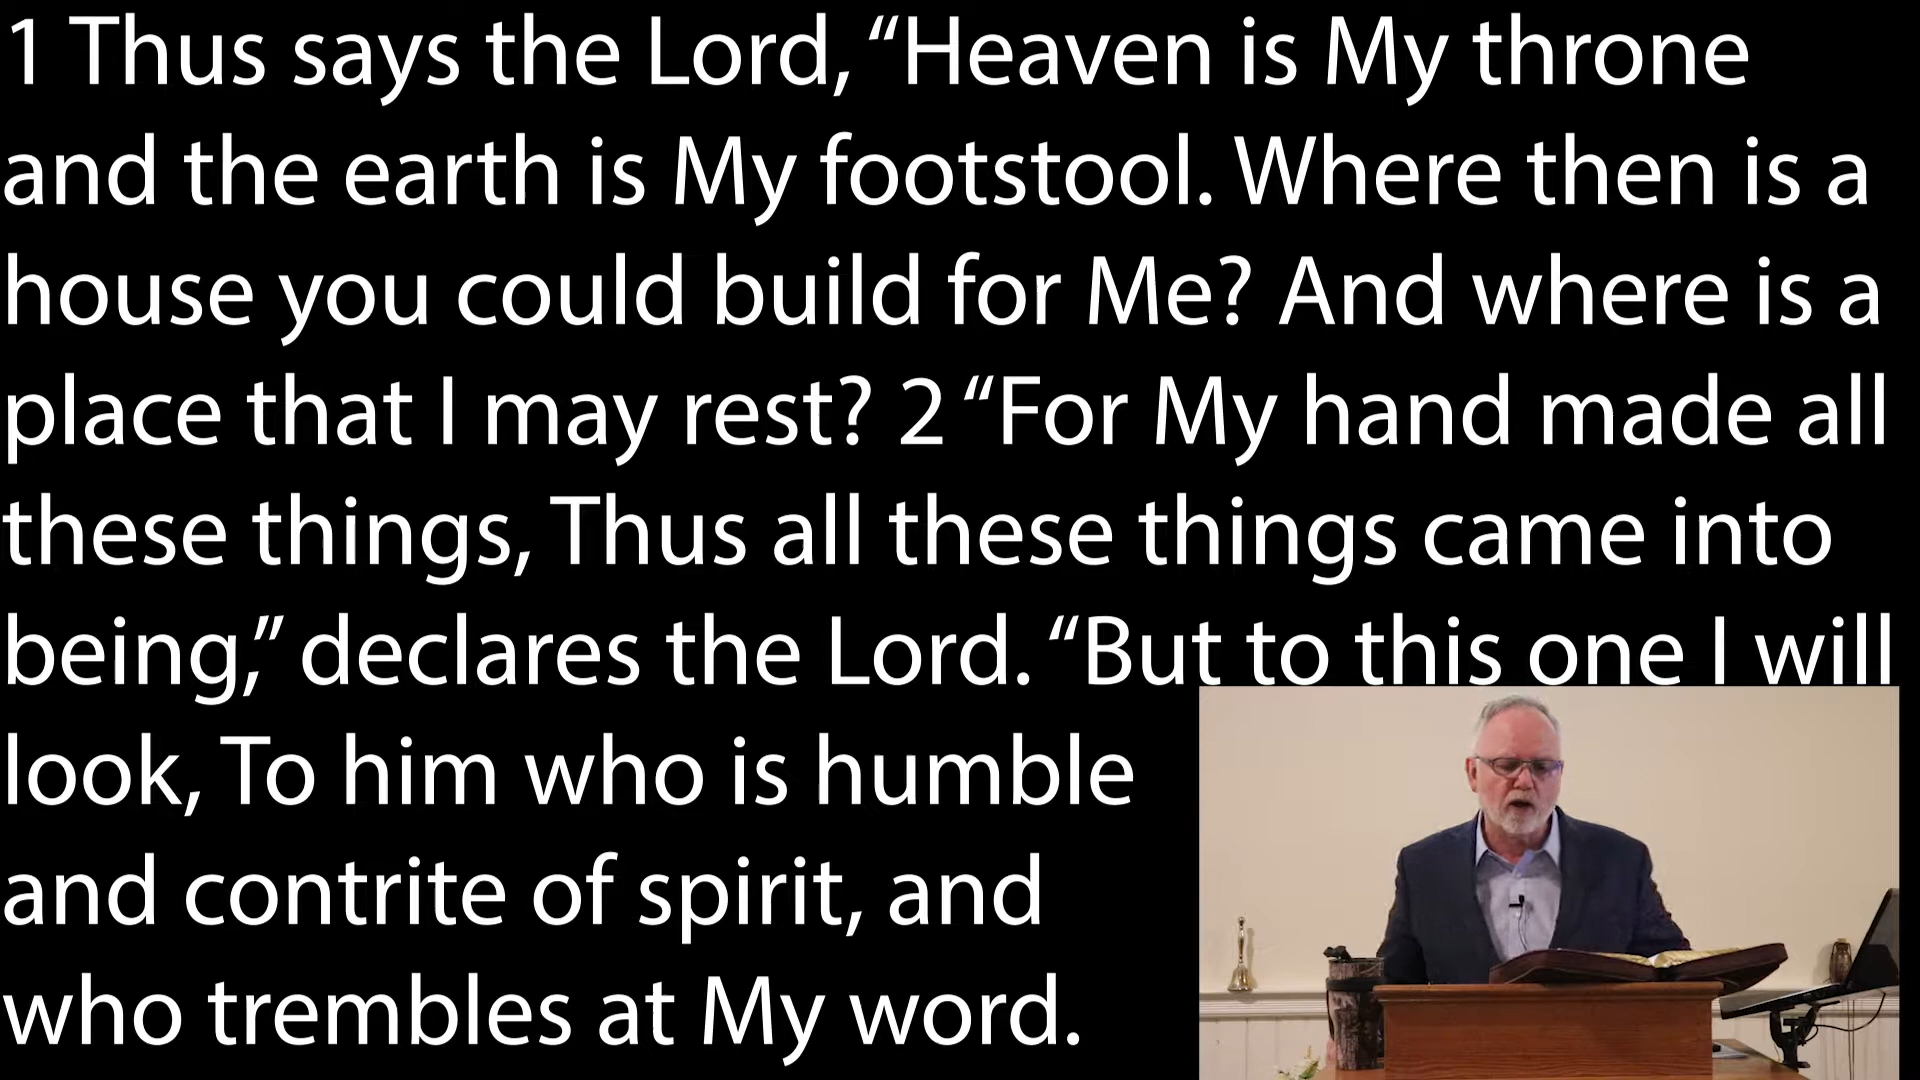 1 Thus says the Lord, “Heaven is My throne
and the earth is My footstool. Where then is a
house you could build for Me? And where is a
place that I may rest? 2 “For My hand made all
these things, Thus all these things came into
being,” declares the Lord. “But to this one I will
look, To him who is humble
and contrite of spirit, and
who trembles at My word.